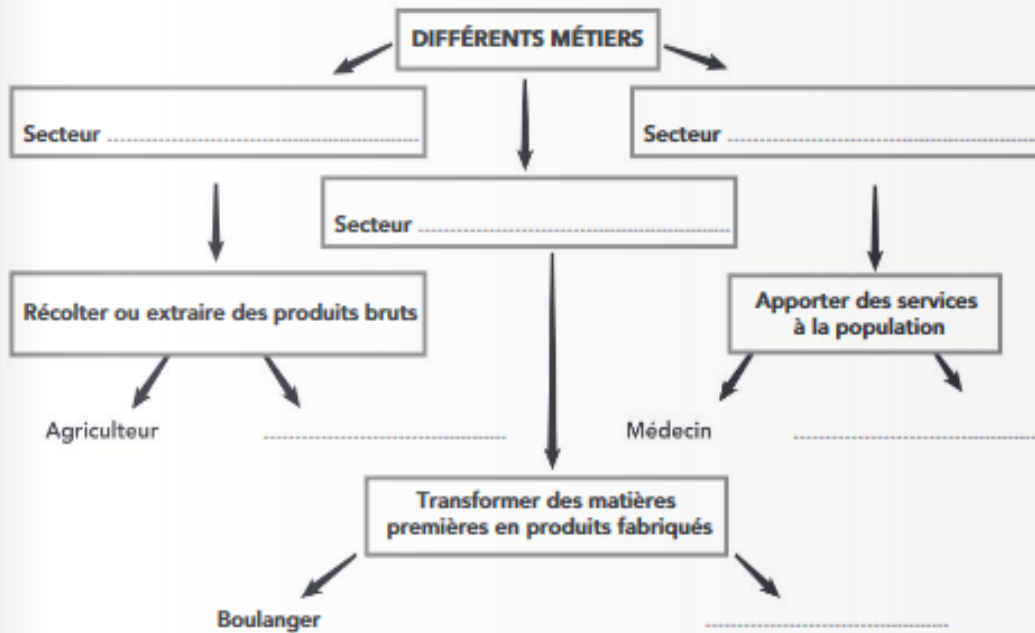 DIFFÉRENTS MÉTIERS
Secteur
Secteur
Secteur
Récolter ou extraire des produits bruts
Apporter des services
à la population
Agriculteur
Médecin
Transformer des matières
premières en produits fabriqués
Boulanger